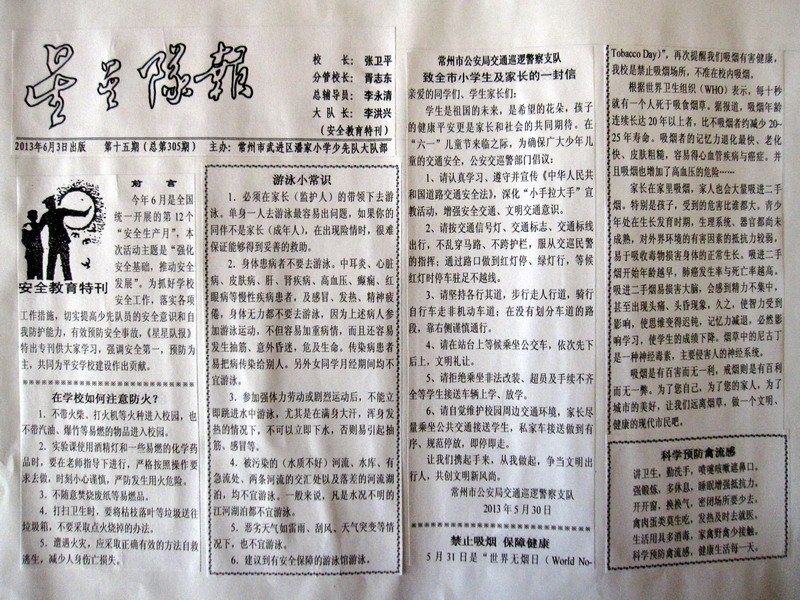 星星隊報
校　　长：张卫平
分管校长：胥志东
总辅导员：李永清
大 队 长：李洪兴
（安全教育特刊）
2013年6月3日出版　第十五期（总第305期）　主办：常州市武进区潘家小学少先队大队部
前　言
今年6月是全国
统一开展的第12个
“安全生产月”。本
次活动主题是“强化
安全基础，推动安全
发展”。为抓好学校
安全教育特刊
安全工作，落实各项
工作措施，切实提高少先队员的安全意识和自
我防护能力，有效预防安全事故，《星星队报》
特出专刊供大家学习，强调安全第一，预防为
主，共同为平安学校建设作出贡献。
在学校如何注意防火？
1．不带火柴、打火机等火种进入校园，也
不带汽油、爆竹等易燃的物品进入校园。
2．实验课使用酒精灯和一些易燃的化学药
品时，要在老师指导下进行，严格按照操作要
求去做，时刻小心谨慎，严防发生用火危险。
3．不随意焚烧废纸等易燃品。
4．打扫卫生时，要将枯枝落叶等垃圾送往
垃圾箱，不要采取点火烧掉的办法。
5．遭遇火灾，应采取正确有效的方法自救
逃生，减少人身伤亡损失。
游泳小常识
1．必须在家长（监护人）的带领下去游
泳。单身一人去游泳最容易出问题，如果你的
同伴不是家长（成年人），在出现险情时，很难
保证能够得到妥善的救助。
2．身体患病者不要去游泳。中耳炎、心脏
病、皮肤病、肝、肾疾病、高血压、癫痫、红
眼病等慢性疾病患者，及感冒、发热、精神疲
倦、身体无力都不要去游泳，因为上述病人参
加游泳运动，不但容易加重病情，而且还容易
发生抽筋、意外昏迷，危及生命。传染病患者
易把病传染给别人。另外女同学月经期间均不
宜游泳。
3．参加强体力劳动或剧烈运动后，不能立
即跳进水中游泳，尤其是在满身大汗，浑身发
热的情况下，不可以立即下水，否则易引起抽
筋、感冒等。
4．被污染的（水质不好）河流、水库、有
急流处、两条河流的交汇处以及落差的河流湖
泊，均不宜游泳。一般来说，凡是水况不明的
江河湖泊都不宜游泳。
5．恶劣天气如雷雨、刮风、天气突变等情
况下，也不宜游泳。
6．建议到有安全保障的游泳馆游泳。
常州市公安局交通巡逻警察支队
致全市小学生及家长的一封信
亲爱的同学们、学生家长们：
学生是祖国的未来，是希望的花朵，孩子
的健康平安更是家长和社会的共同期待。在
“六一”儿童节来临之际，为确保广大少年儿
童的交通安全，公安交巡警部门倡议：
1．请认真学习、遵守并宣传《中华人民共
和国道路交通安全法》，深化“小手拉大手”宣
教活动，增强安全交通、文明交通意识。
2．请按交通信号灯、交通标志、交通标线
出行，不乱穿马路、不跨护栏，服从交巡民警
的指挥；通过路口做到红灯停、绿灯行，等候
红灯时停车驻足不越线。
3．请坚持各行其道，步行走人行道，骑行
自行车走非机动车道；在没有划分车道的路
段，靠右侧谨慎通行。
4．请在站台上等候乘坐公交车，依次先下
后上，文明礼让。
5．请拒绝乘坐非法改装、超员及手续不齐
全等学生接送车辆上学、放学。
6．请自觉维护校园周边交通环境，家长尽
量乘坐公共交通接送学生，私家车接送做到有
序、规范停放，即停即走。
让我们携起手来，从我做起，争当文明出
行人，共创文明新风尚。
常州市公安局交通巡逻警察支队
2013 年 5 月 30 日
禁止吸烟 保障健康
5 月 31 日是“世界无烟日（World No-
Tobacco Day）”，再次提醒我们吸烟有害健康，
我校是禁止吸烟场所，不准在校内吸烟。
根据世界卫生组织（WHO）表示，每十秒
就有一个人死于吸食烟草。据报道，吸烟年龄
连续长达20年以上者，比不吸烟者约减少20-
25年寿命。吸烟者的记忆力退化最快、老化
快、皮肤粗糙，容易得心血管疾病与癌症。并
且吸烟也增加了高血压的危险……
家长在家里吸烟，家人也会大量吸进二手
烟。特别是孩子，受到的危害比谁都大。青少
年处在生长发育时期，生理系统、器官都尚未
成熟，对外界环境的有害因素的抵抗力较弱，
易于吸收毒物损害身体的正常生长。吸进二手
烟开始年龄越早，肺癌发生率与死亡率越高。
吸进二手烟易损害大脑，会感到精力不集中，
甚至出现头痛、头昏现象，久之，使智力受到
影响，使思维变得迟钝，记忆力减退，必然影
响学习，使学生的成绩下降。烟草中的尼古丁
是一种神经毒素，主要侵害人的神经系统。
吸烟是有百害而无一利，戒烟则是有百利
而无一弊。为了您自己，为了您的家人，为了
城市的美好，让我们远离烟草，做一个文明、
健康的现代市民吧。
科学预防禽流感
讲卫生，勤洗手，喷嚏咳嗽遮鼻口。
强锻炼，多休息，睡眠增强抵抗力。
开开窗，换换气，密闭场所要少去。
禽肉蛋类莫生吃，发热及时去就医。
生活用具多消毒，家禽野禽少接触。
科学预防禽流感，健康生活每一天。